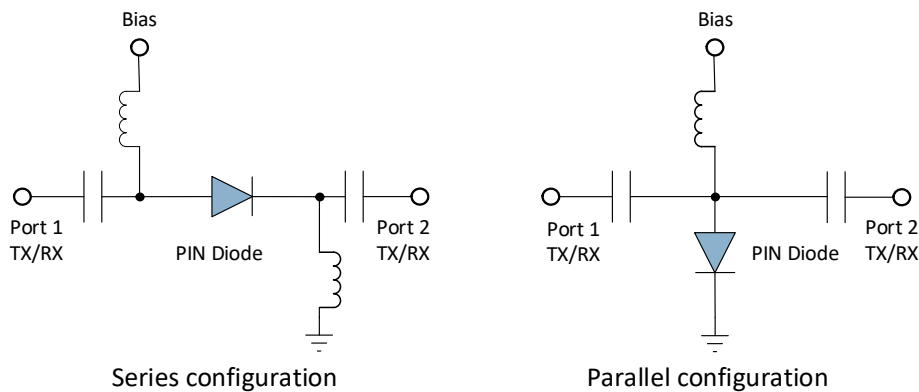 Bias
Port 1
TX/RX
PIN Diode
Port 2
TX/RX
Series configuration
Bias
Port 1
TX/RX
PIN Diode
Port 2
TX/RX
Parallel configuration